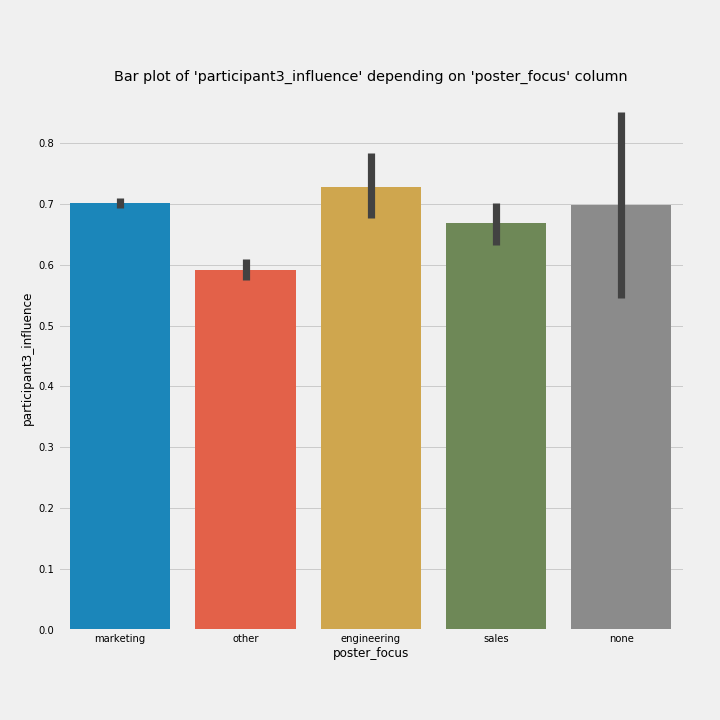 Bar plot of 'participant3_influence' depending on 'poster_focus' column
participant3_influence
0.8
0.7
0.6
0.5
0.4
0.3
0.2
0.1
0.0
marketing other engineering sales none
poster_focus